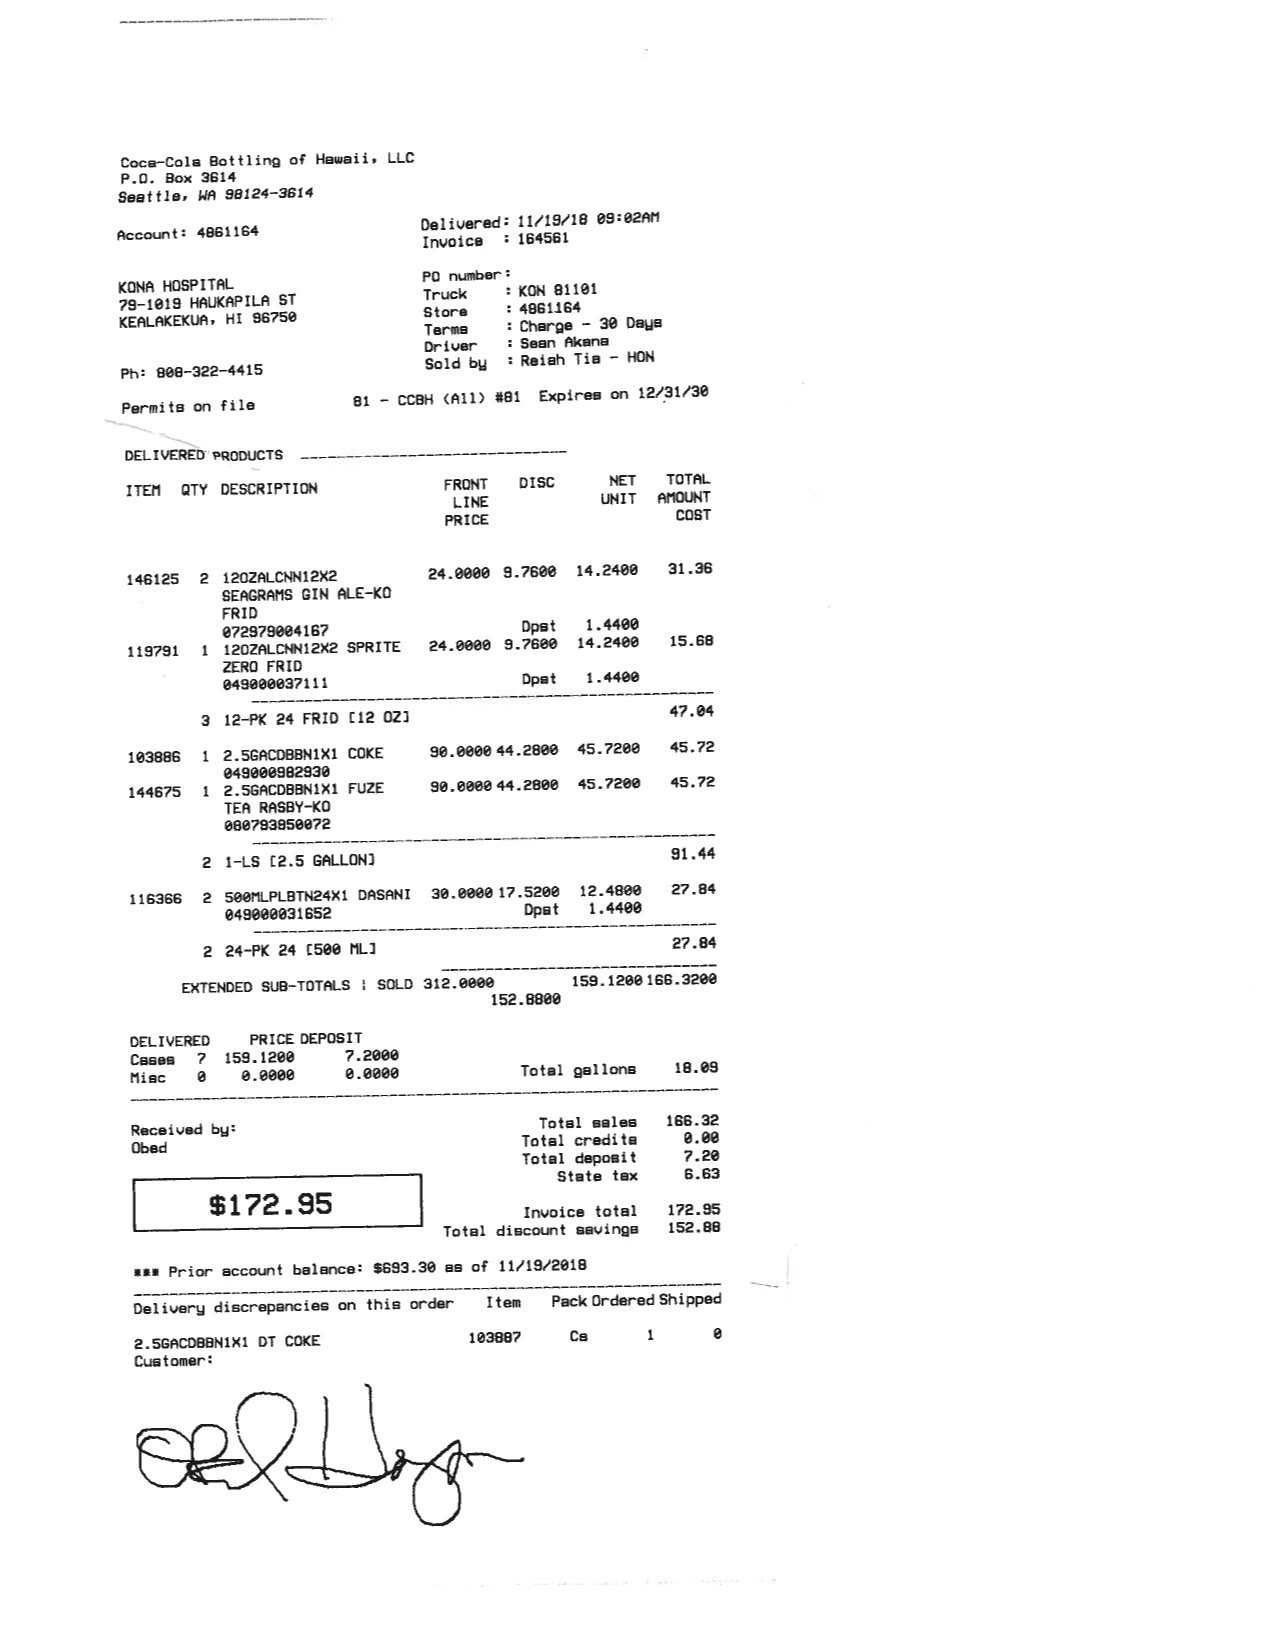 Coca-Cola Bottling of Hawaii, LLC
P.O. Box 3614
Seattle, WA 98124-3614
Account: 4861164
Delivered: 11/19/18 09:02AM
Invoice : 164561
KONA HOSPITAL
79-1019 HAUKAPILA ST
KEALAKEKUA, HI 96750
Ph: 808-322-4415
PO number:
Truck : KON 81101
Store : 4861164
Terms : Charge - 30 Days
Driver : Sean Akana
Sold by : Reiah Tia - HON
Permits on file 81 - CCBH (All) #81 Expires on 12/31/30
DELIVERED PRODUCTS
ITEM QTY DESCRIPTION FRONT DISC NET TOTAL
LINE UNIT AMOUNT
PRICE COST
146125 2 12OZALCNN12X2 24.0000 9.7600 14.2400 31.36
SEAGRAMS GIN ALE-KO
FRID
072979004167 Dpst 1.4400
119791 1 12OZALCNN12X2 SPRITE 24.0000 9.7600 14.2400 15.68
ZERO FRID
049000037111 Dpst 1.4400
3 12-PK 24 FRID [12 OZ] 47.04
103886 1 2.5GACDBBN1X1 COKE 90.0000 44.2800 45.7200 45.72
049000982930
144675 1 2.5GACDBBN1X1 FUZE 90.0000 44.2800 45.7200 45.72
TEA RASBY-KO
080793850072
2 1-LS [2.5 GALLON] 91.44
116366 2 500MLPLBTN24X1 DASANI 30.0000 17.5200 12.4800 27.84
049000031652 Dpst 1.4400
2 24-PK 24 [500 ML] 27.84
EXTENDED SUB-TOTALS | SOLD 312.0000 159.1200 166.3200
152.8800
DELIVERED PRICE DEPOSIT
Cases 7 159.1200 7.2000
Misc 0 0.0000 0.0000 Total gallons 18.09
Received by:
Obed
$172.95
Total sales 166.32
Total credits 0.00
Total deposit 7.20
State tax 6.63
Invoice total 172.95
Total discount savings 152.88
*** Prior account balance: $693.30 as of 11/19/2018
Delivery discrepancies on this order Item Pack Ordered Shipped
2.5GACDBBN1X1 DT COKE 103887 Cs 1 0
Customer: